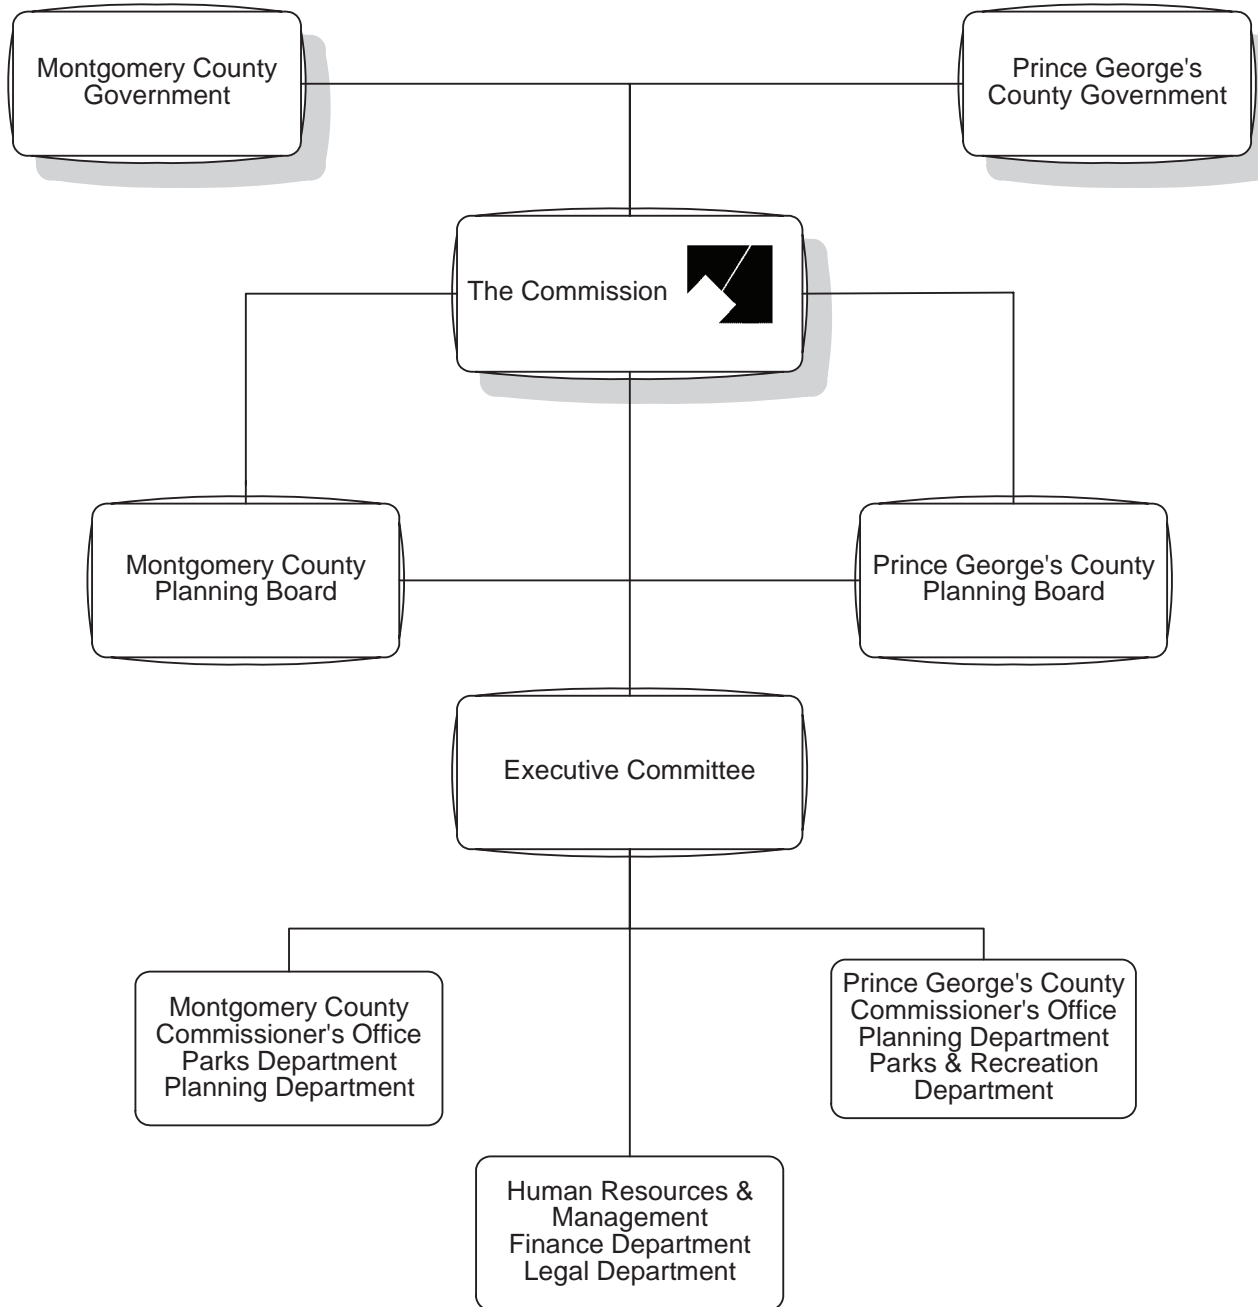 Montgomery County
Government
Prince George's
County Government
The Commission
Montgomery County
Planning Board
Prince George's County
Planning Board
Executive Committee
Montgomery County
Commissioner's Office
Parks Department
Planning Department
Prince George's County
Commissioner's Office
Planning Department
Parks & Recreation
Department
Human Resources &
Management
Finance Department
Legal Department